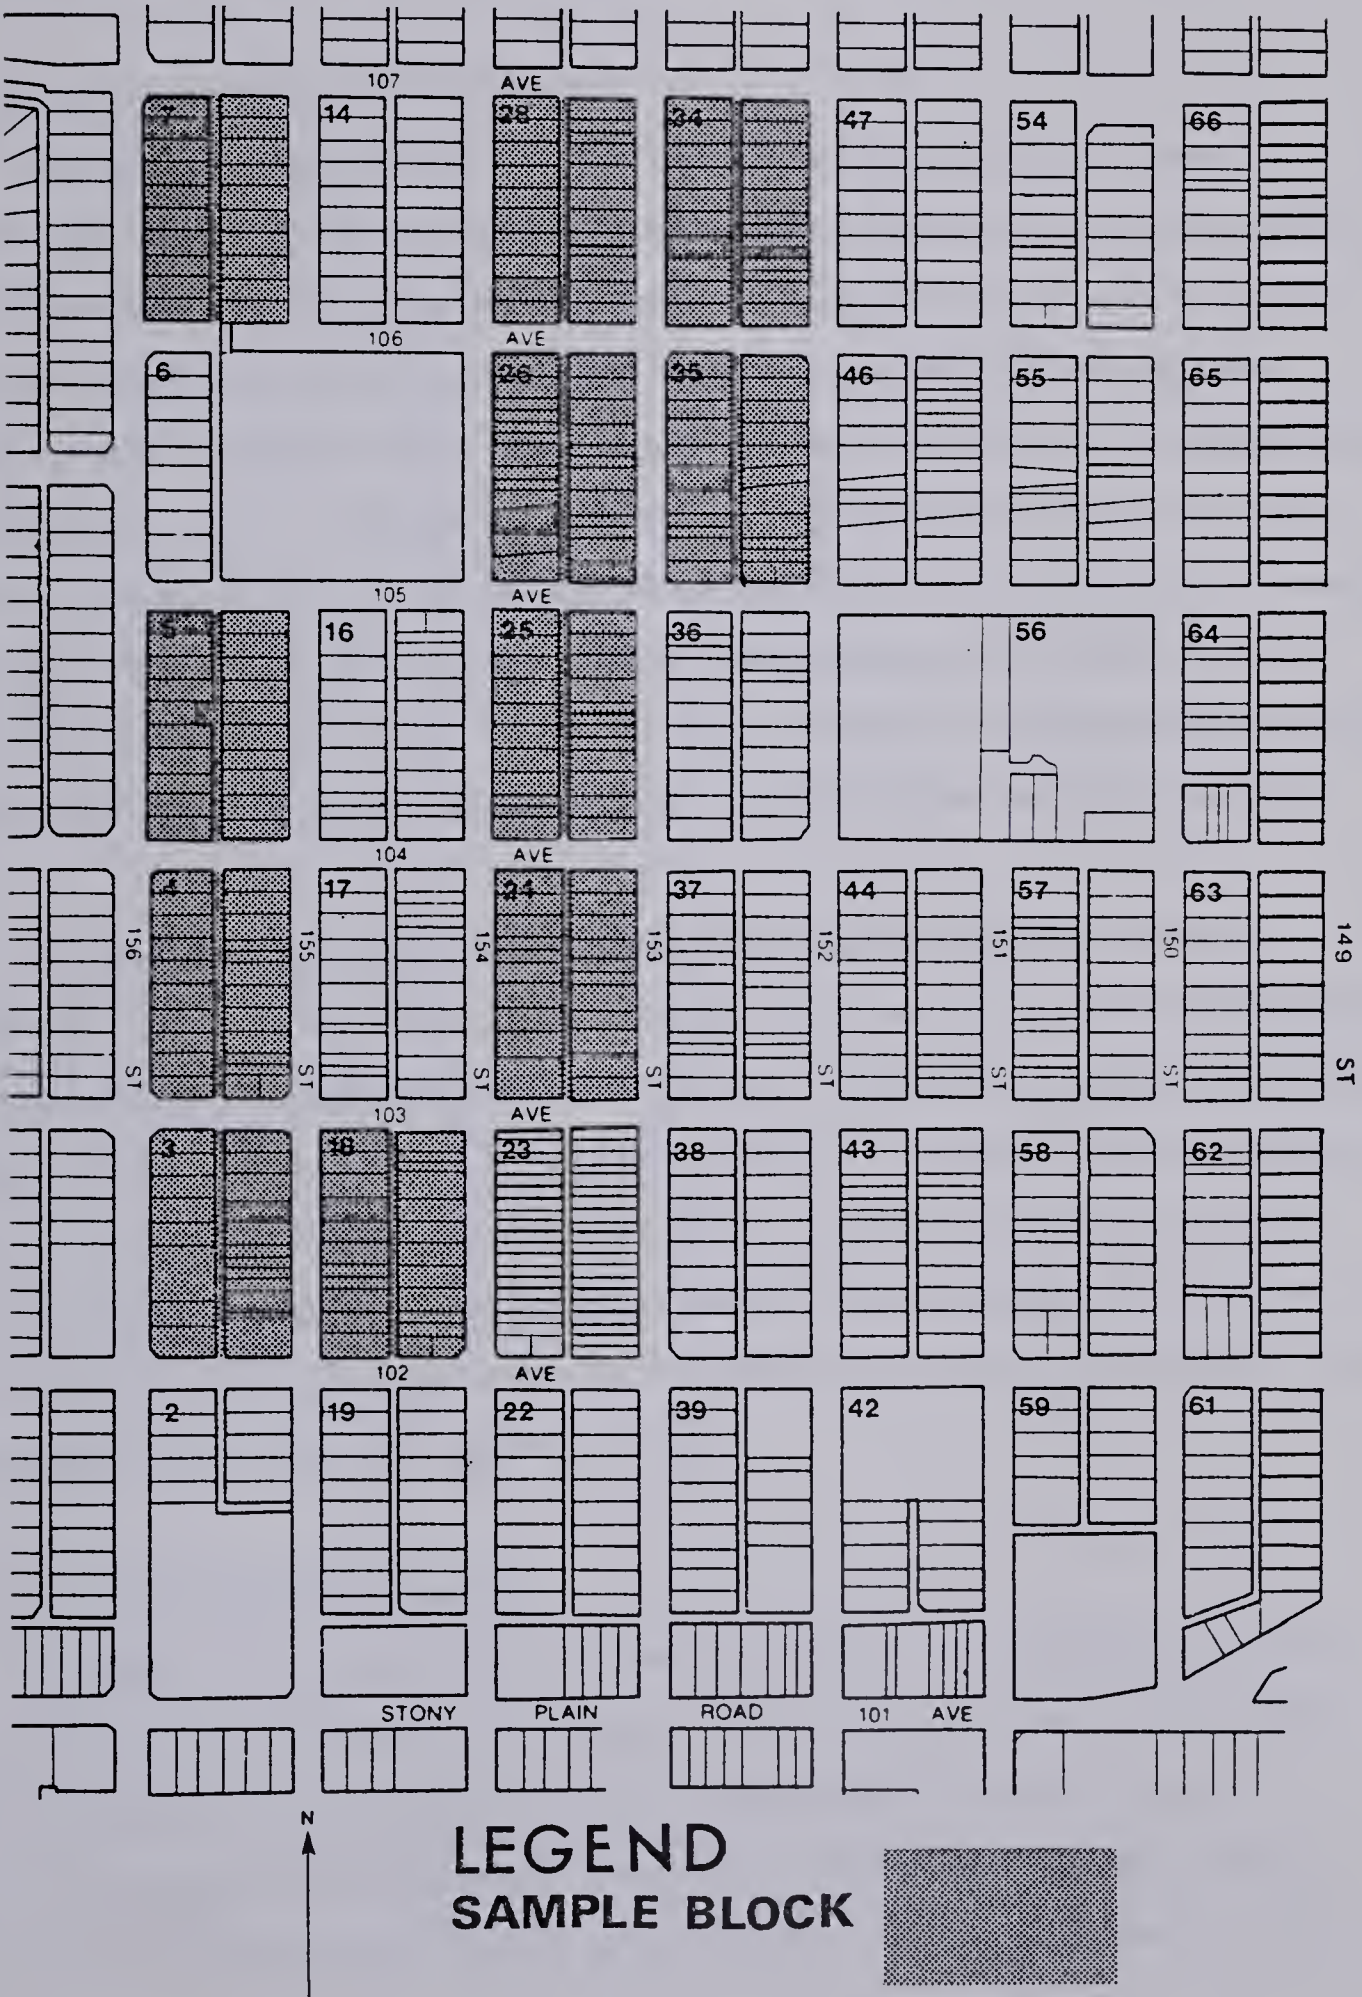 107 AVE
7 14 28 34 47 54 66
106 AVE
6 26 35 46 55 65
105 AVE
5 16 25 36 56 64
104 AVE
4 17 24 37 44 57 63
156 ST
155 ST
154 ST
153 ST
152 ST
151 ST
150 ST
149 ST
103 AVE
3 18 23 38 43 58 62
102 AVE
2 19 22 39 42 59 61
STONY PLAIN ROAD 101 AVE
N
LEGEND
SAMPLE BLOCK